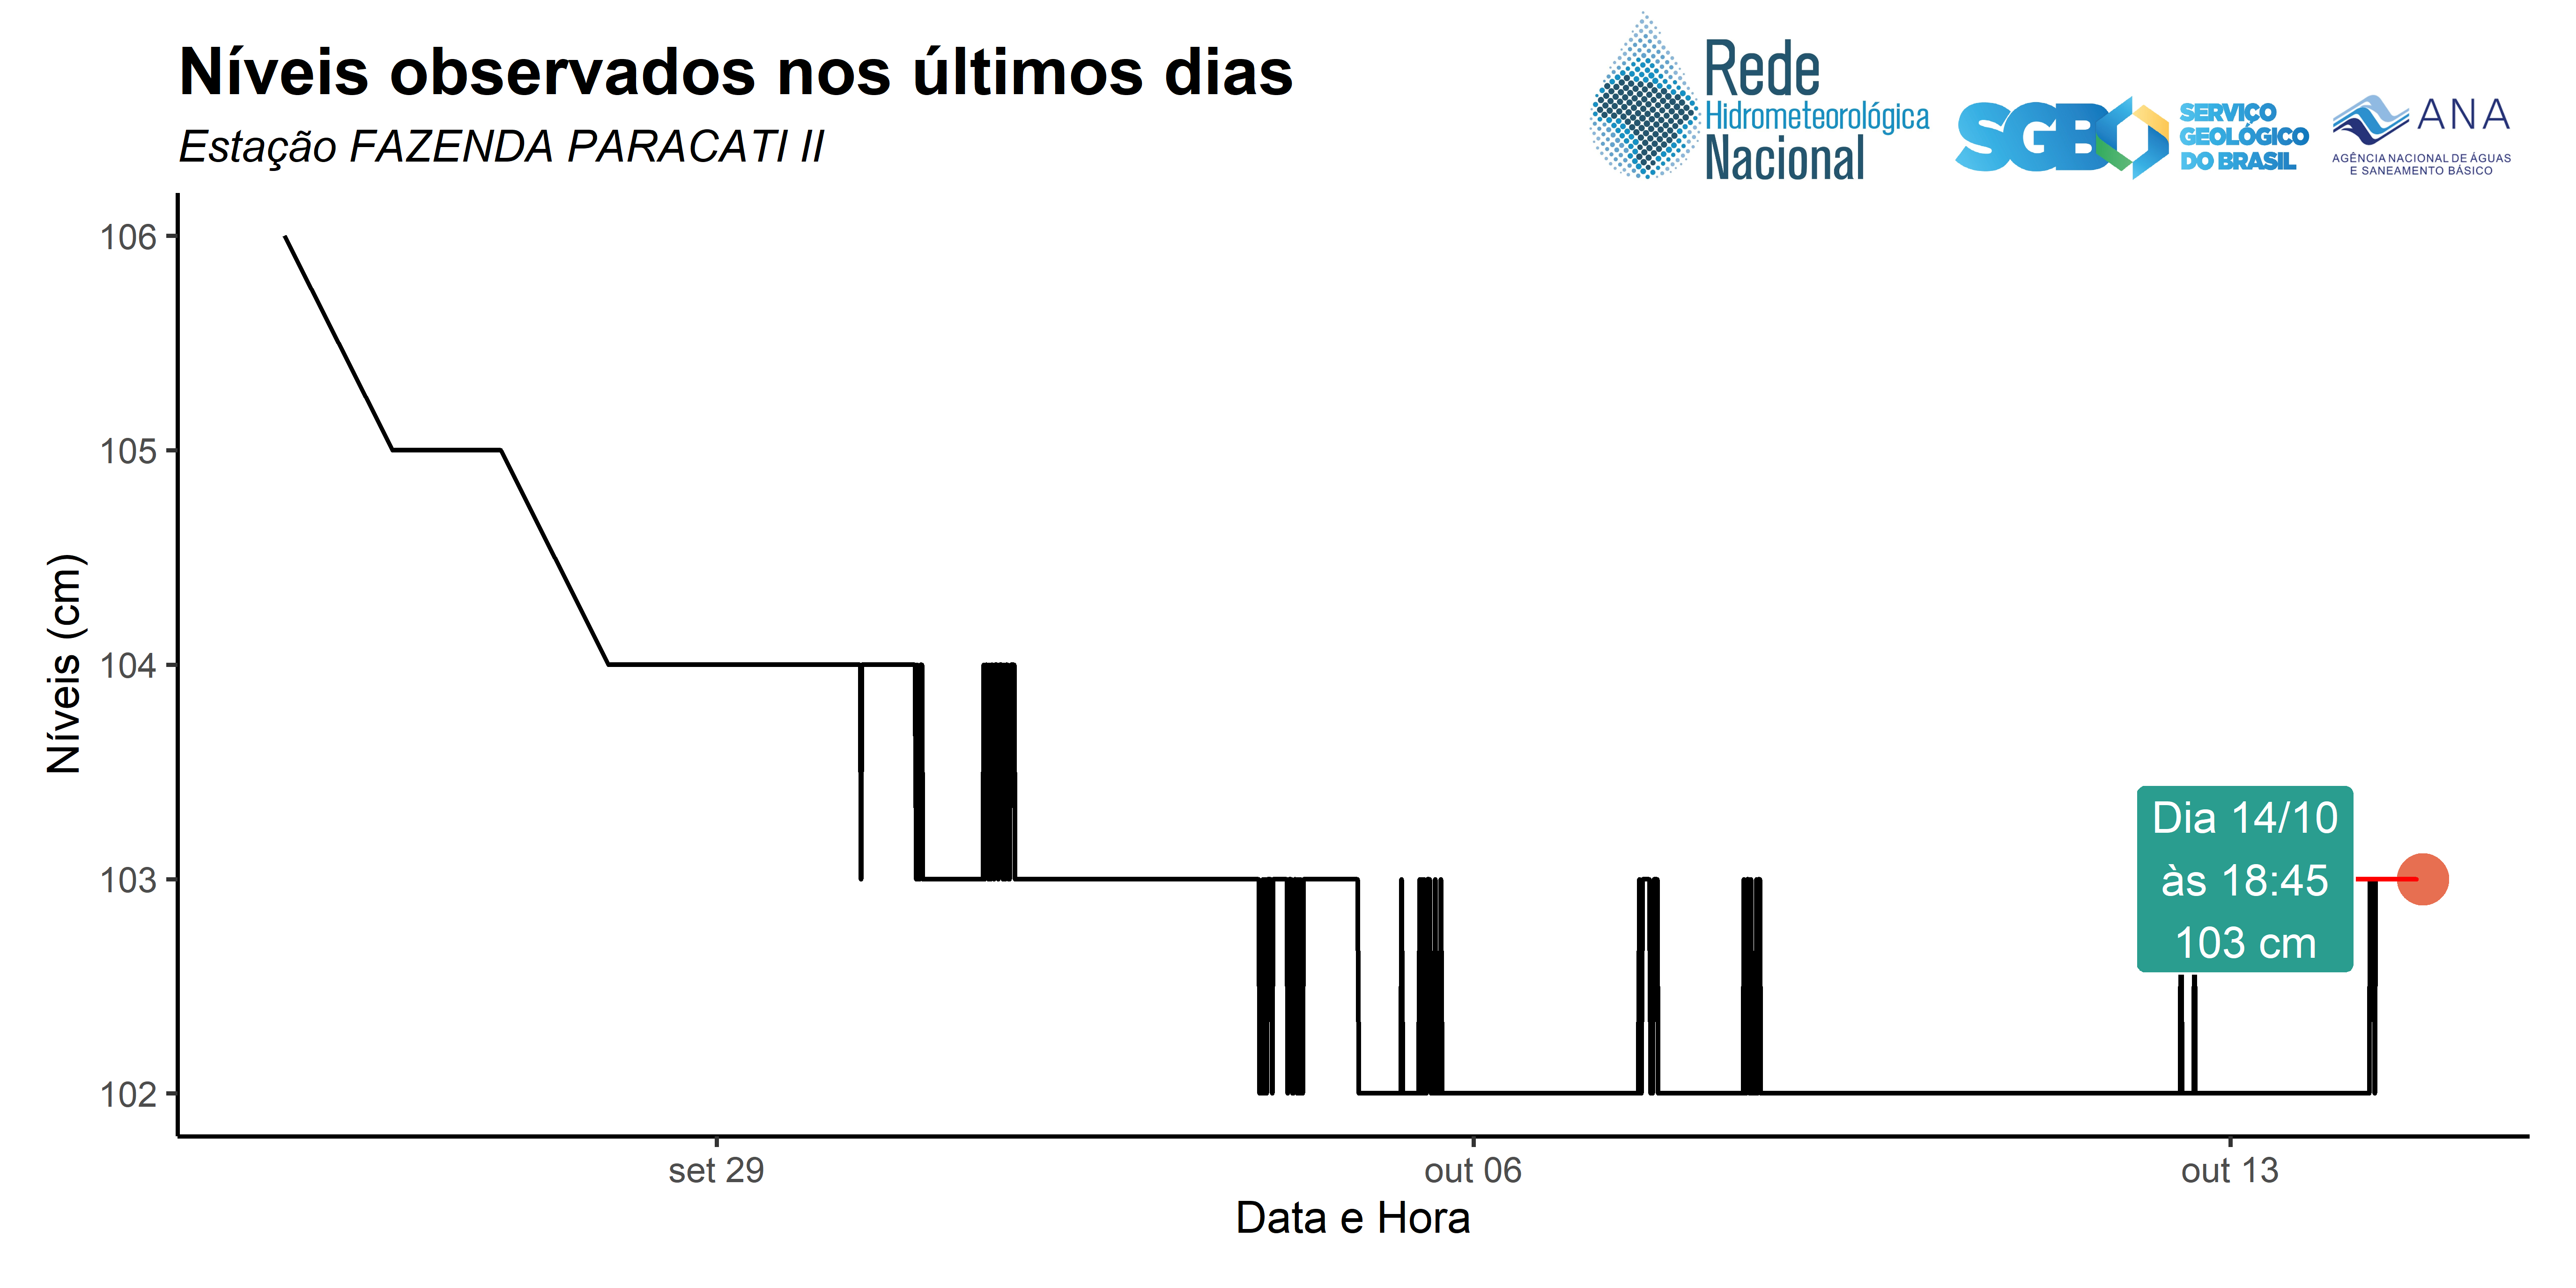 Níveis observados nos últimos dias
Estação FAZENDA PARACATI II
Rede
Hidrometeorológica
Nacional
SGB
SERVIÇO
GEOLÓGICO
DO BRASIL
ANA
AGÊNCIA NACIONAL DE ÁGUAS
E SANEAMENTO BÁSICO
Níveis (cm)
106
105
104
103
102
Dia 14/10
às 18:45
103 cm
set 29
out 06
out 13
Data e Hora